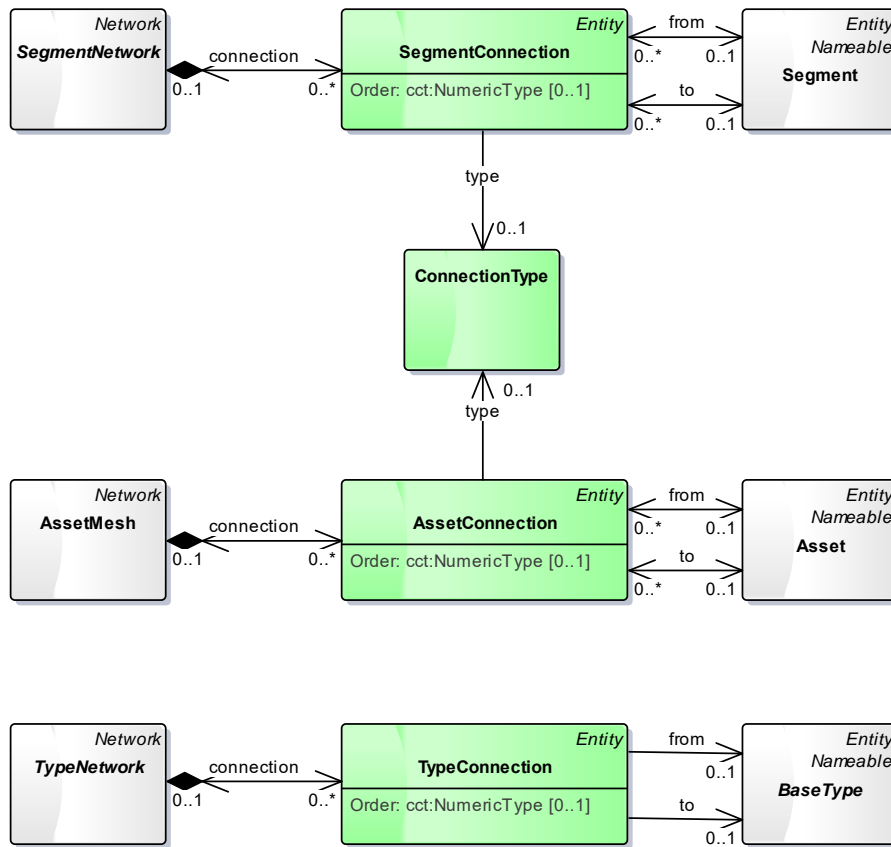 Network
SegmentNetwork
connection
0..1
0..*
Entity
SegmentConnection
Order: cct:NumericType [0..1]
from
0..*
0..1
to
0..*
0..1
Entity
Nameable
Segment
type
0..1
ConnectionType
0..1
type
Network
AssetMesh
connection
0..1
0..*
Entity
AssetConnection
Order: cct:NumericType [0..1]
from
0..*
0..1
to
0..*
0..1
Entity
Nameable
Asset
Network
TypeNetwork
connection
0..1
0..*
Entity
TypeConnection
Order: cct:NumericType [0..1]
from
0..1
to
0..1
Entity
Nameable
BaseType